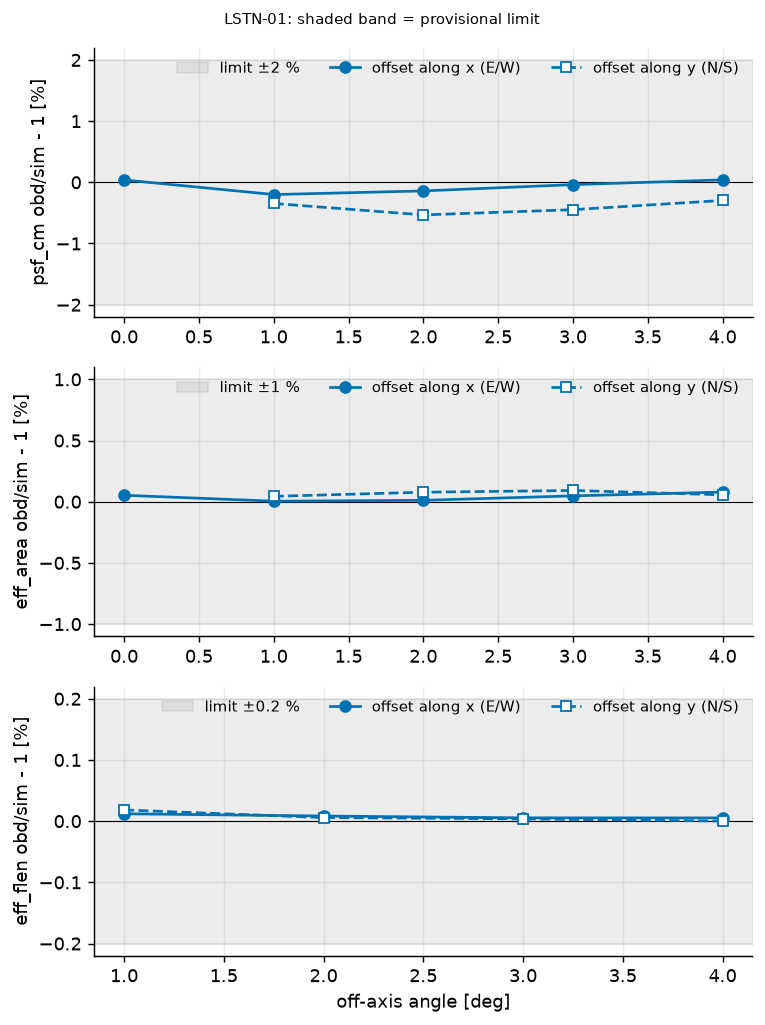 LSTN-01: shaded band = provisional limit
psf_cm obd/sim - 1 [%]
limit ±2 %
offset along x (E/W)
offset along y (N/S)
2
1
0
−1
−2
0.0 0.5 1.0 1.5 2.0 2.5 3.0 3.5 4.0
eff_area obd/sim - 1 [%]
limit ±1 %
offset along x (E/W)
offset along y (N/S)
1.0
0.5
0.0
−0.5
−1.0
0.0 0.5 1.0 1.5 2.0 2.5 3.0 3.5 4.0
eff_flen obd/sim - 1 [%]
limit ±0.2 %
offset along x (E/W)
offset along y (N/S)
0.2
0.1
0.0
−0.1
−0.2
1.0 1.5 2.0 2.5 3.0 3.5 4.0
off-axis angle [deg]